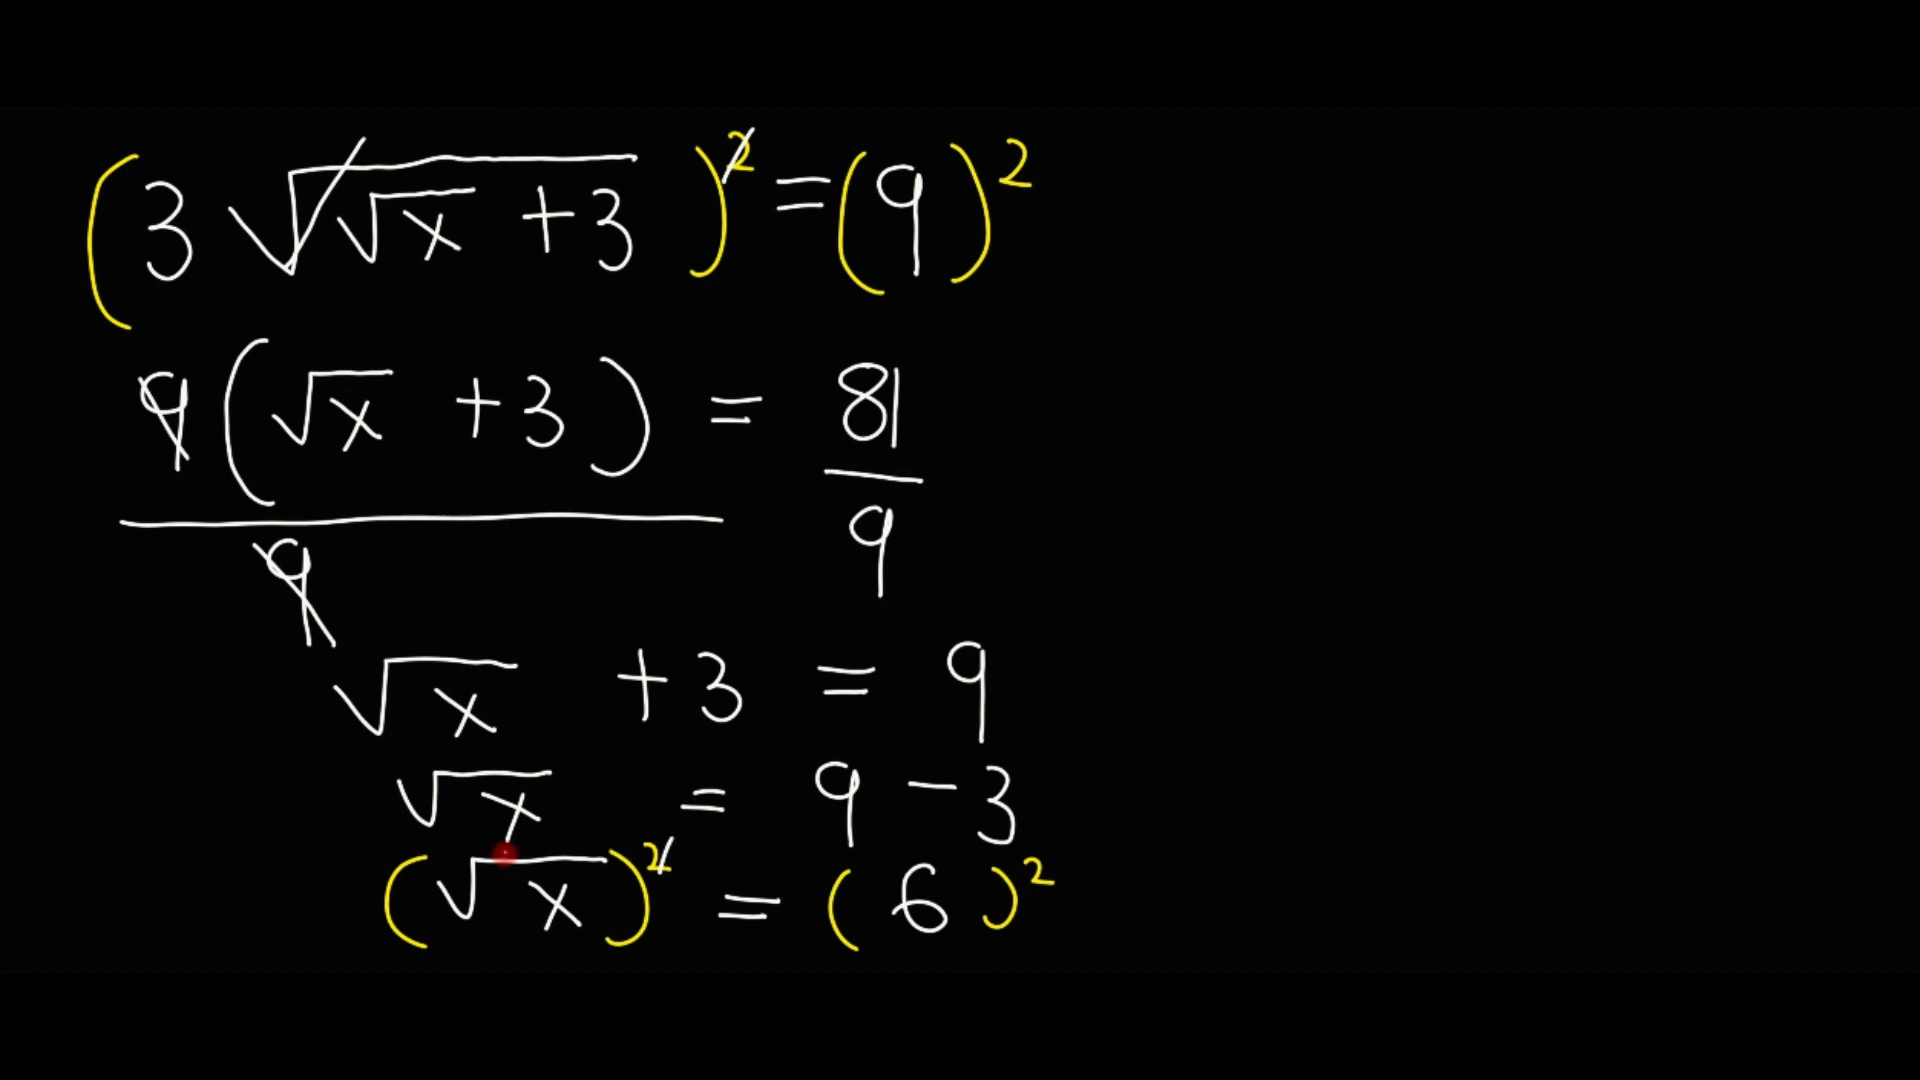 (3√(√x + 3))² = (9)²
9(√x + 3)/9 = 81/9
√x + 3 = 9
√x = 9 - 3
(√x)² = (6)²